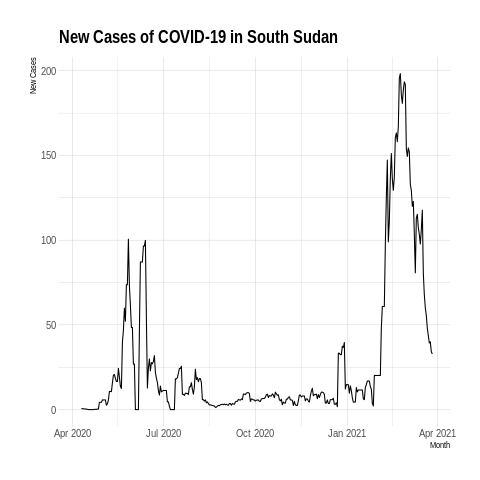 New Cases of COVID-19 in South Sudan
New Cases
200
150
100
50
0
Apr 2020 Jul 2020 Oct 2020 Jan 2021 Apr 2021
Month